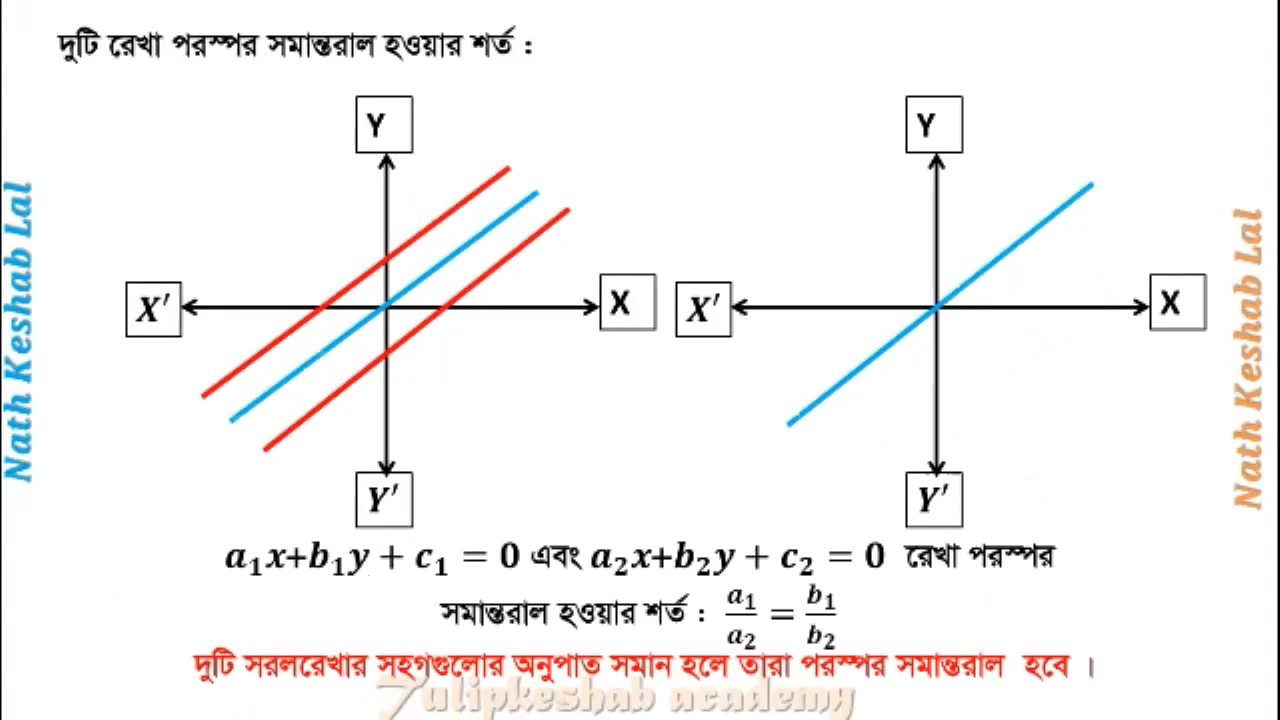 দুটি রেখা পরস্পর সমান্তরাল হওয়ার শর্ত :
Y
Y
X′
X
X′
X
Y′
Y′
Nath Keshab Lal
Nath Keshab Lal
a₁x+b₁y + c₁ = 0 এবং a₂x+b₂y + c₂ = 0 রেখা পরস্পর
সমান্তরাল হওয়ার শর্ত : a₁/a₂ = b₁/b₂
দুটি সরলরেখার সহগগুলোর অনুপাত সমান হলে তারা পরস্পর সমান্তরাল হবে ।
Tulipkeshab academy